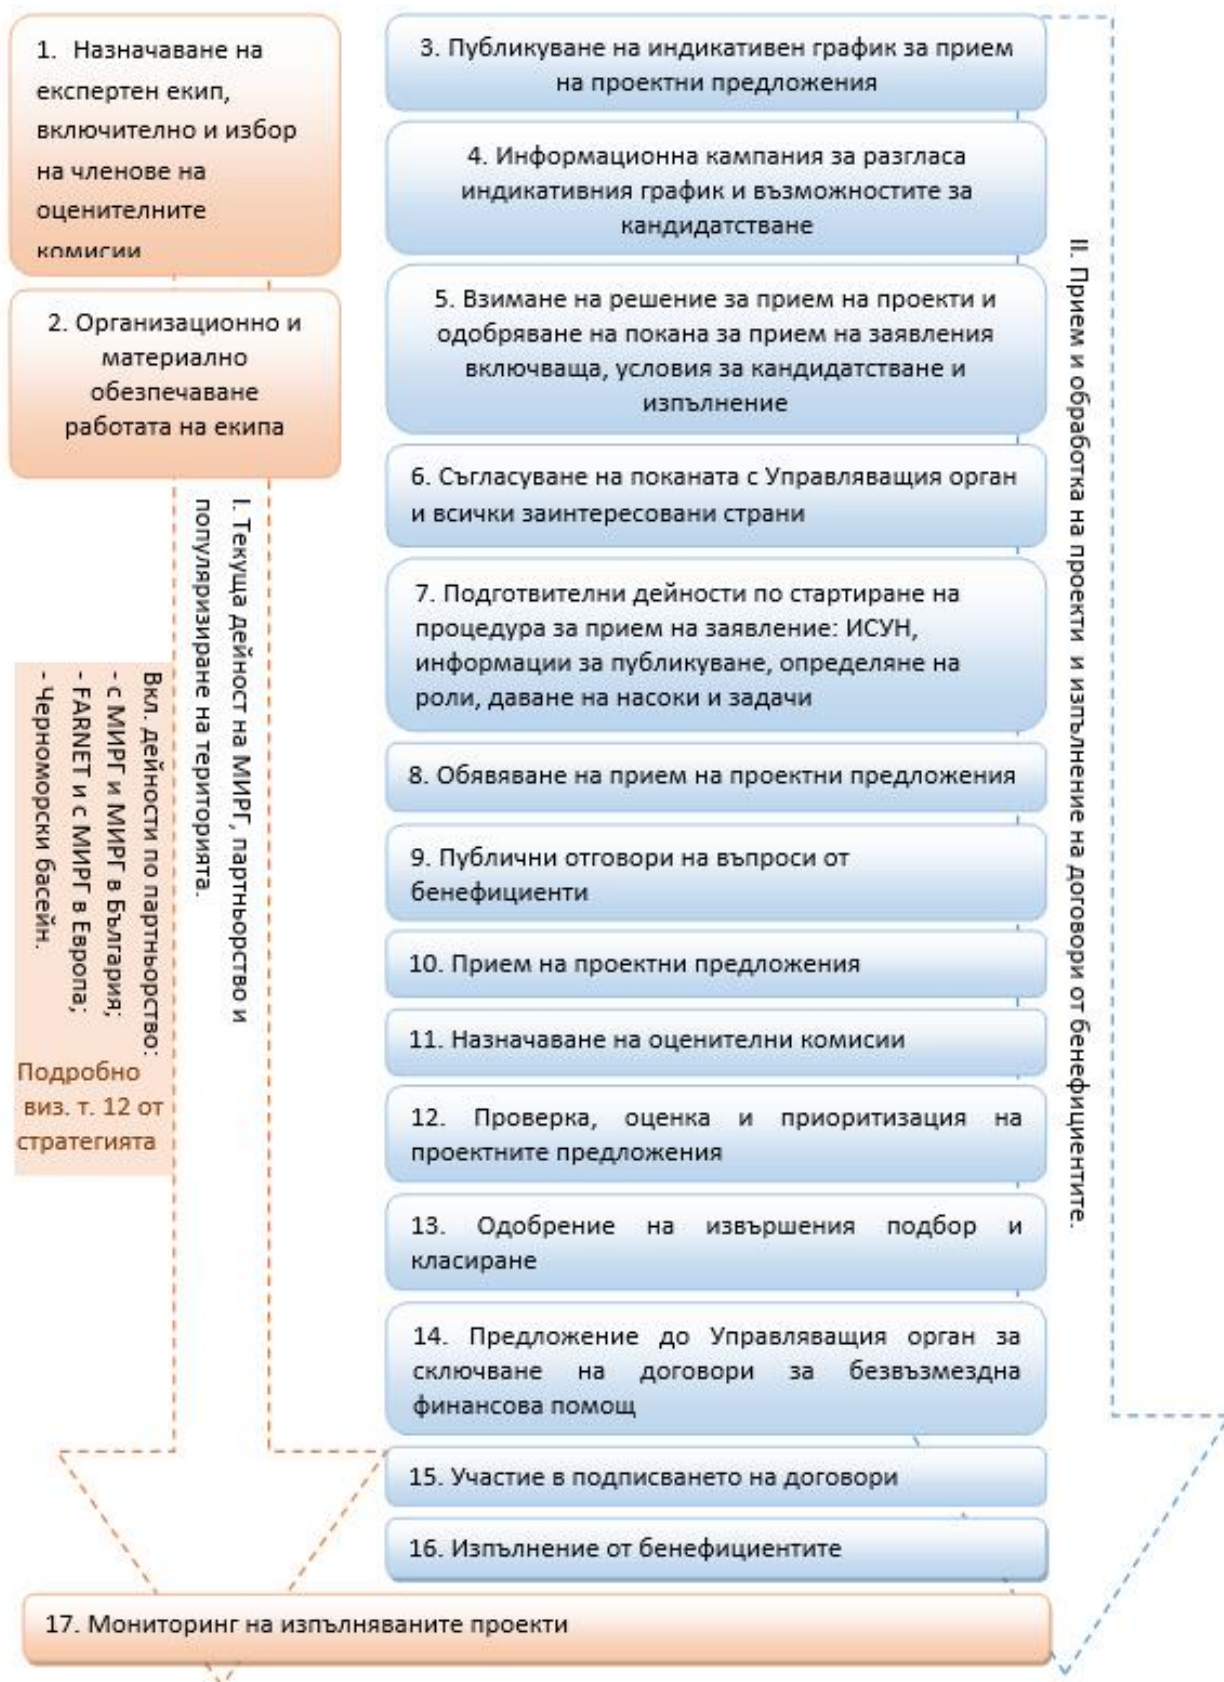 1. Назначаване на
експертен екип,
включително и избор
на членове на
оценителните
комисии
2. Организационно и
материално
обезпечаване
работата на екипа
I. Текуща дейност на МИРГ, партньорство и
популяризиране на територията.
Вкл. дейности по партньорство:
- с МИРГ и МИРГ в България;
- FARNET и с МИРГ в Европа;
- Черноморски басейн.
Подробно
виз. т. 12 от
стратегията
3. Публикуване на индикативен график за прием
на проектни предложения
4. Информационна кампания за разгласа
индикативния график и възможностите за
кандидатстване
5. Взимане на решение за прием на проекти и
одобряване на покана за прием на заявления
включваща, условия за кандидатстване и
изпълнение
6. Съгласуване на поканата с Управляващия орган
и всички заинтересовани страни
7. Подготвителни дейности по стартиране на
процедура за прием на заявление: ИСУН,
информации за публикуване, определяне на
роли, даване на насоки и задачи
8. Обявяване на прием на проектни предложения
9. Публични отговори на въпроси от
бенефициенти
10. Прием на проектни предложения
11. Назначаване на оценителни комисии
12. Проверка, оценка и приоритизация на
проектните предложения
13. Одобрение на извършения подбор и
класиране
14. Предложение до Управляващия орган за
сключване на договори за безвъзмездна
финансова помощ
15. Участие в подписването на договори
16. Изпълнение от бенефициентите
II. Прием и обработка на проекти и изпълнение на договори от бенефициентите.
17. Мониторинг на изпълняваните проекти